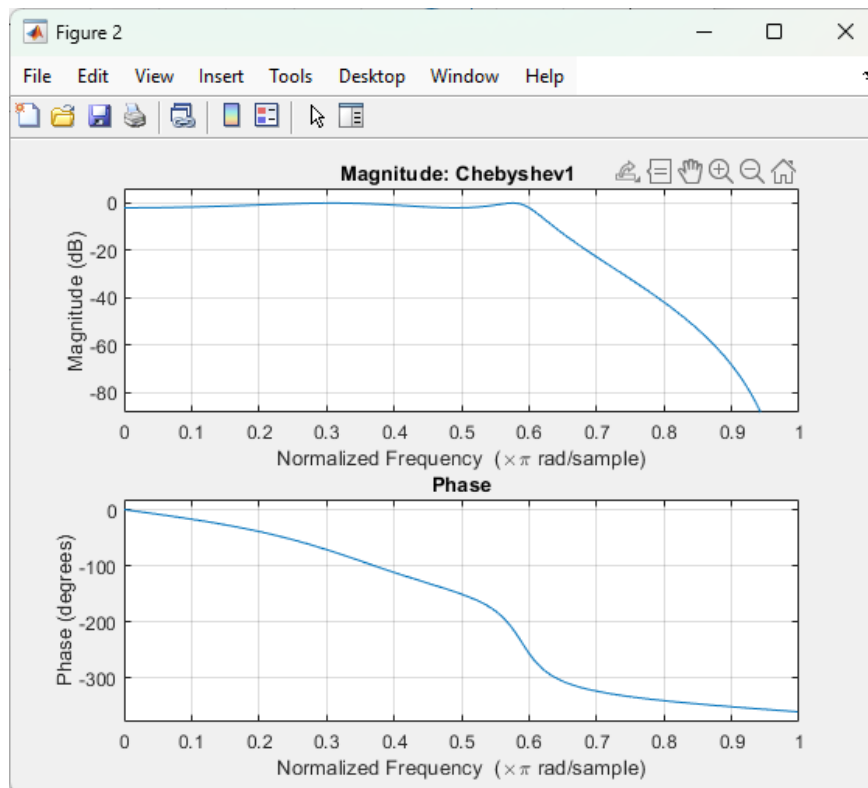 Figure 2
File Edit View Insert Tools Desktop Window Help
Magnitude: Chebyshev1
0
-20
-40
-60
-80
Magnitude (dB)
0 0.1 0.2 0.3 0.4 0.5 0.6 0.7 0.8 0.9 1
Normalized Frequency (×π rad/sample)
Phase
0
-100
-200
-300
Phase (degrees)
0 0.1 0.2 0.3 0.4 0.5 0.6 0.7 0.8 0.9 1
Normalized Frequency (×π rad/sample)